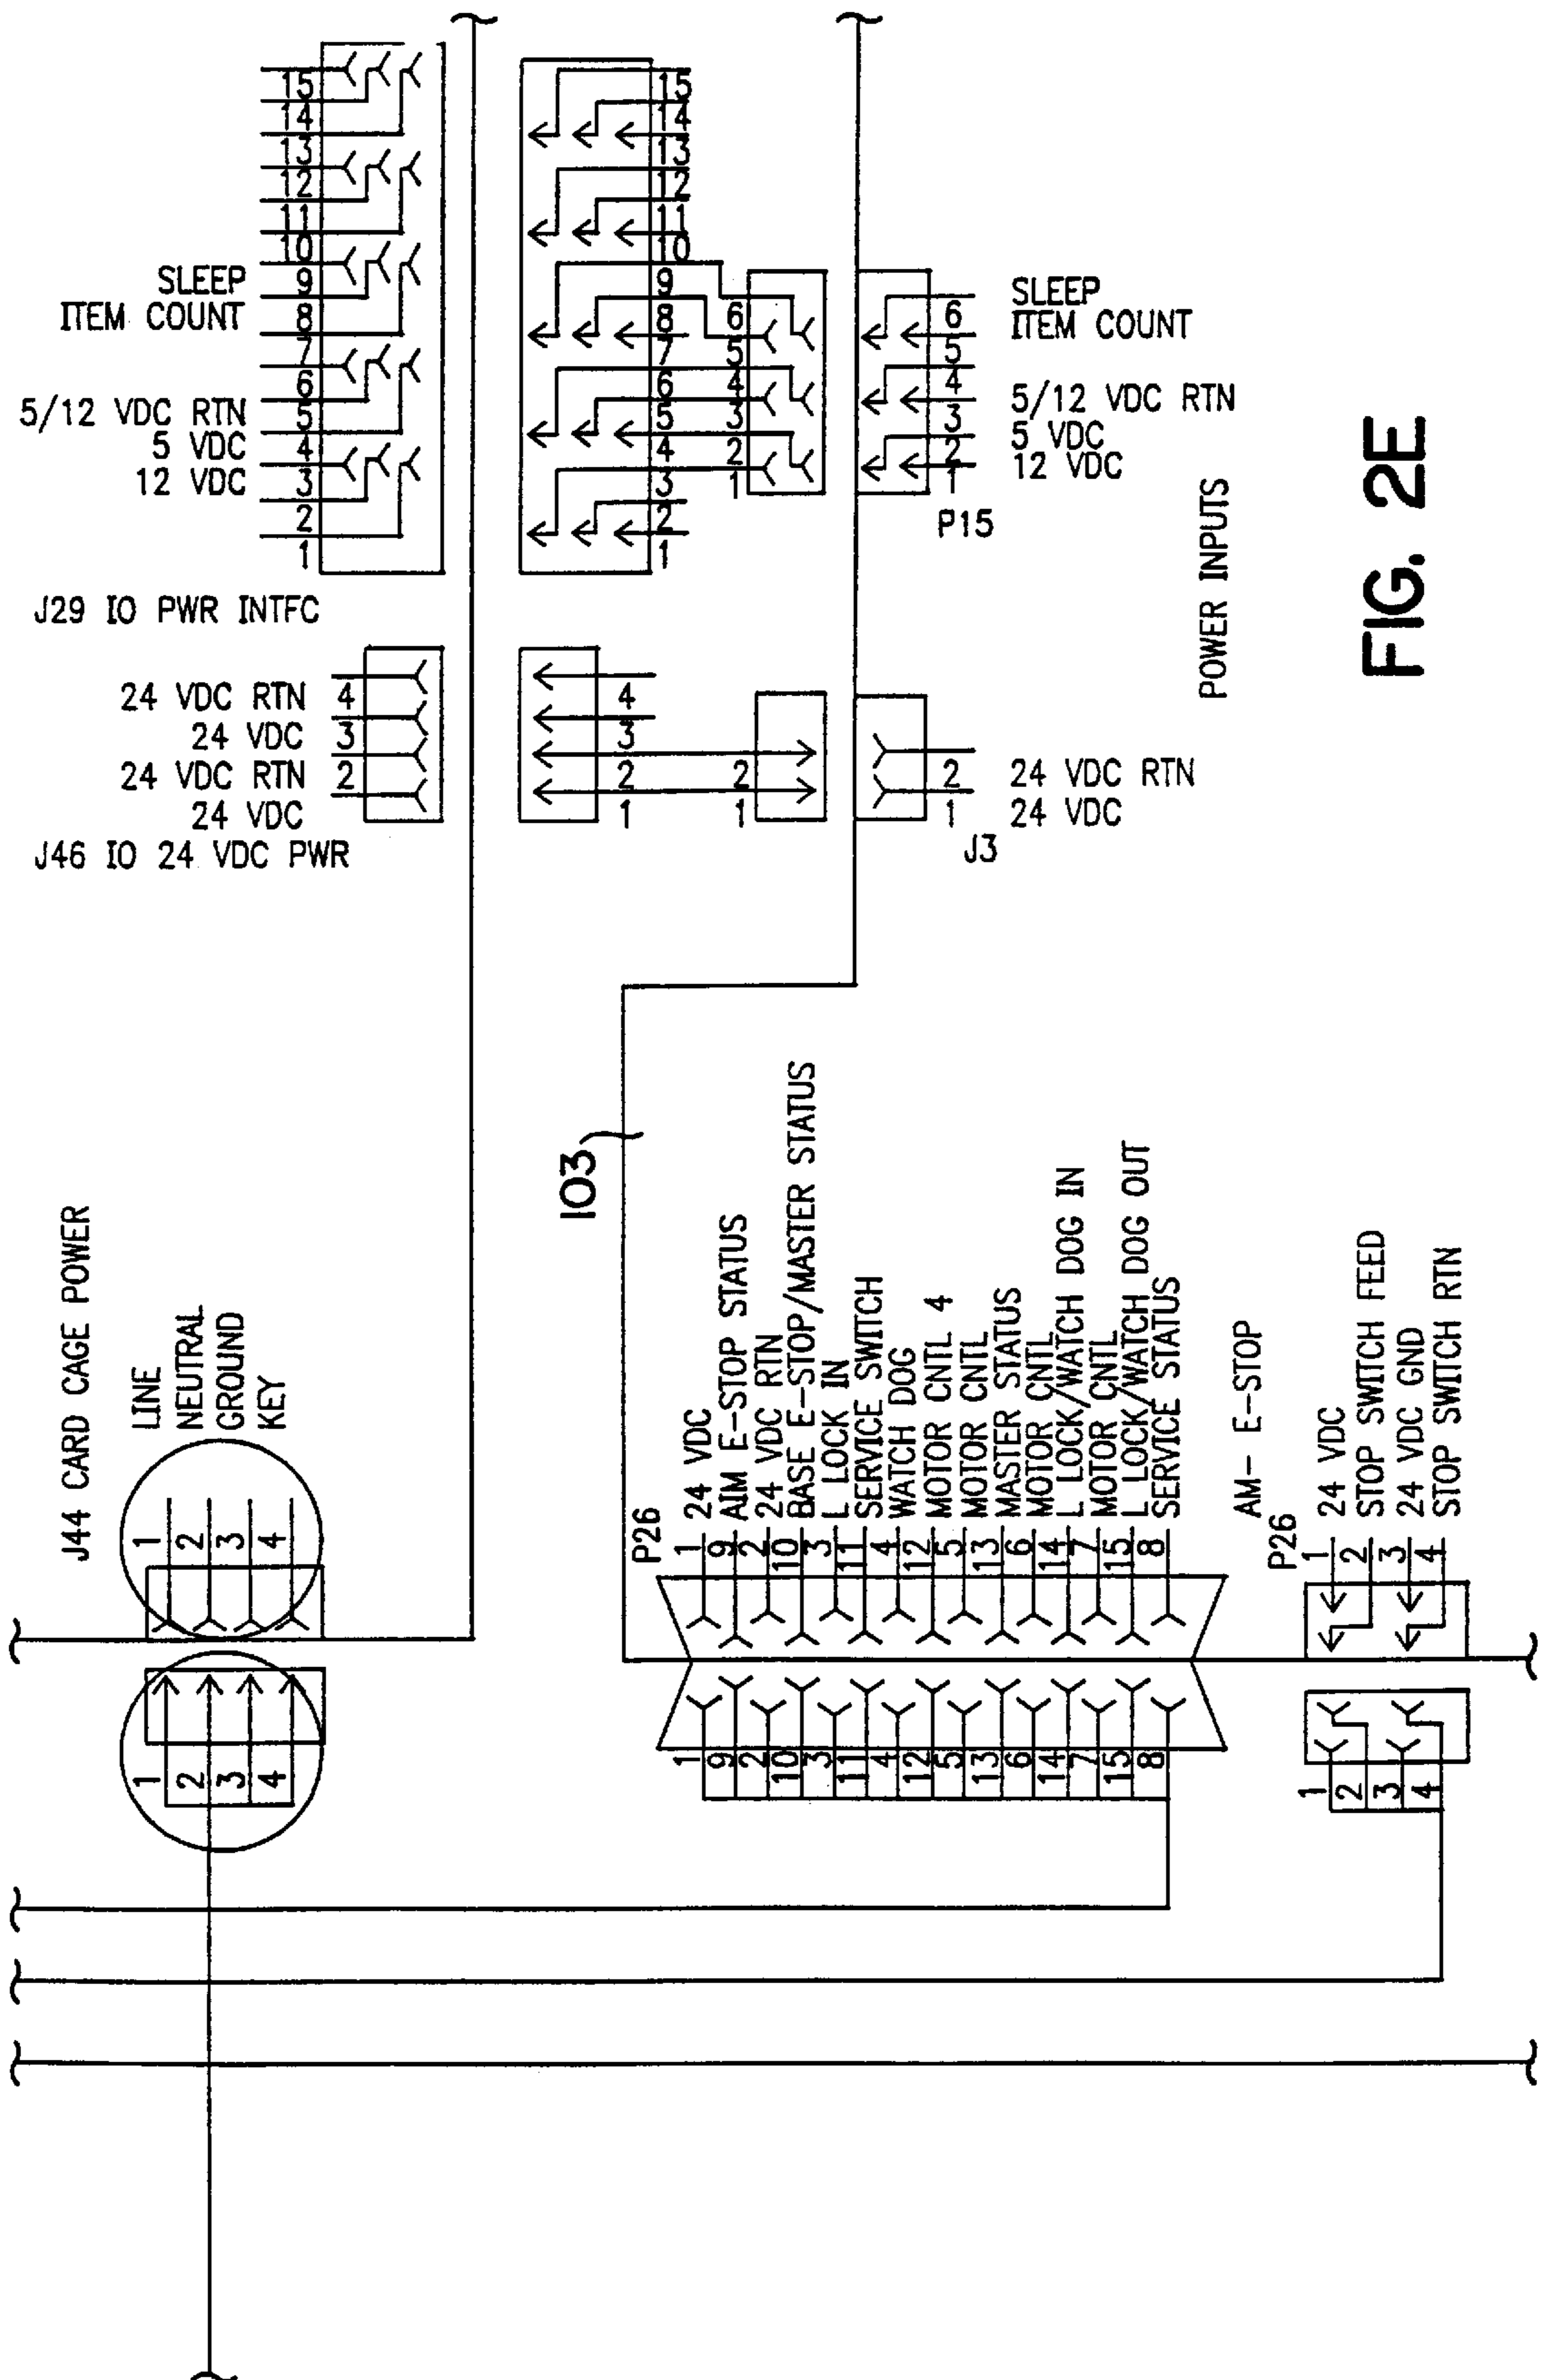 J44 CARD CAGE POWER
LINE
NEUTRAL
GROUND
KEY
1
2
3
4
1
2
3
4
15
14
13
12
11
10
9
8
7
6
5
4
3
2
1
SLEEP
ITEM COUNT
5/12 VDC RTN
5 VDC
12 VDC
J29 IO PWR INTFC
15
14
13
12
11
10
9
8
7
6
5
4
3
2
1
6
5
4
3
2
1
6
5
4
3
2
1
SLEEP
ITEM COUNT
5/12 VDC RTN
5 VDC
12 VDC
P15
24 VDC RTN 4
24 VDC 3
24 VDC RTN 2
24 VDC
J46 IO 24 VDC PWR
4
3
2
1
2
1
2 24 VDC RTN
1 24 VDC
J3
POWER INPUTS
103
P26
1 24 VDC
9 AIM E-STOP STATUS
2 24 VDC RTN
10 BASE E-STOP/MASTER STATUS
3 L LOCK IN
11 SERVICE SWITCH
4 WATCH DOG
12 MOTOR CNTL 4
5 MOTOR CNTL
13 MASTER STATUS
6 MOTOR CNTL
14 L LOCK/WATCH DOG IN
7 MOTOR CNTL
15 L LOCK/WATCH DOG OUT
8 SERVICE STATUS
1
9
2
10
3
11
4
12
5
13
6
14
7
15
8
AM- E-STOP
P26
1 24 VDC
2 STOP SWITCH FEED
3 24 VDC GND
4 STOP SWITCH RTN
1
2
3
4
FIG. 2E